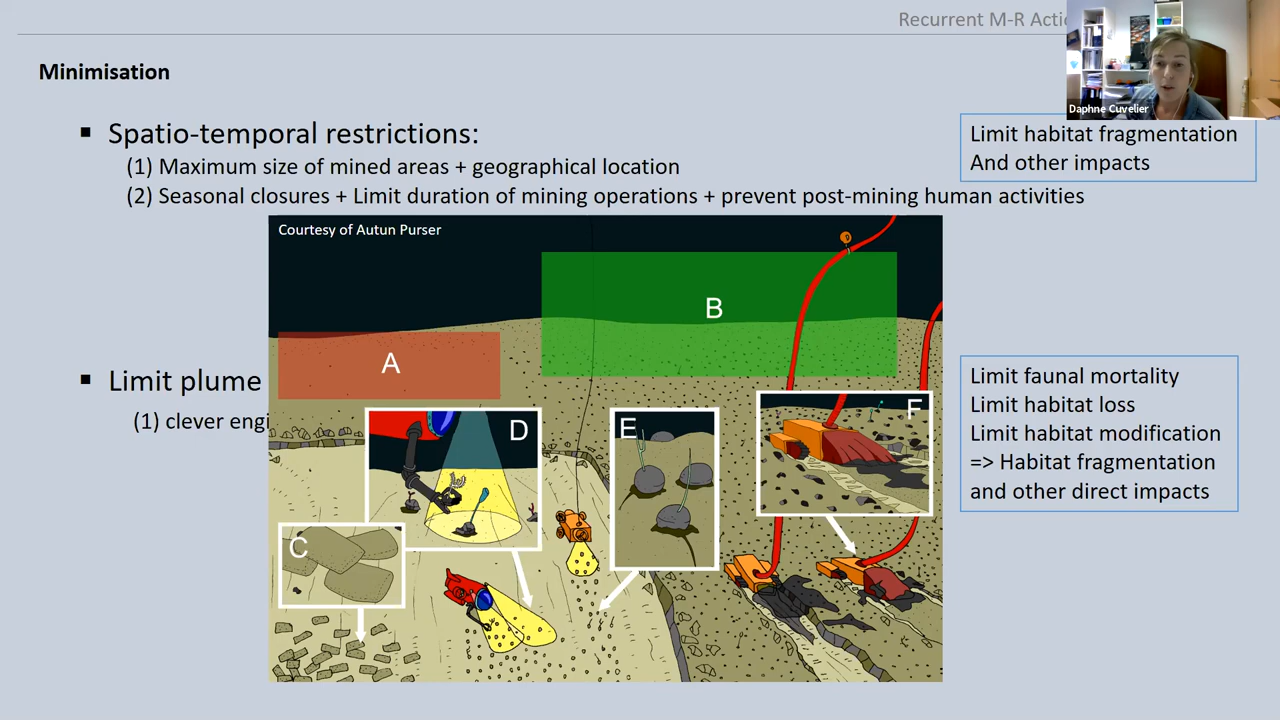 Recurrent M-R
Daphne Cuvelier
Minimisation
▪ Spatio-temporal restrictions:
(1) Maximum size of mined areas + geographical location
(2) Seasonal closures + Limit duration of mining operations + prevent post-mining human activities
Limit habitat fragmentation
And other impacts
Courtesy of Autun Purser
B
A
▪ Limit plume
(1) clever
Limit faunal mortality
Limit habitat loss
Limit habitat modification
=> Habitat fragmentation
and other direct impacts
D
E
F
C